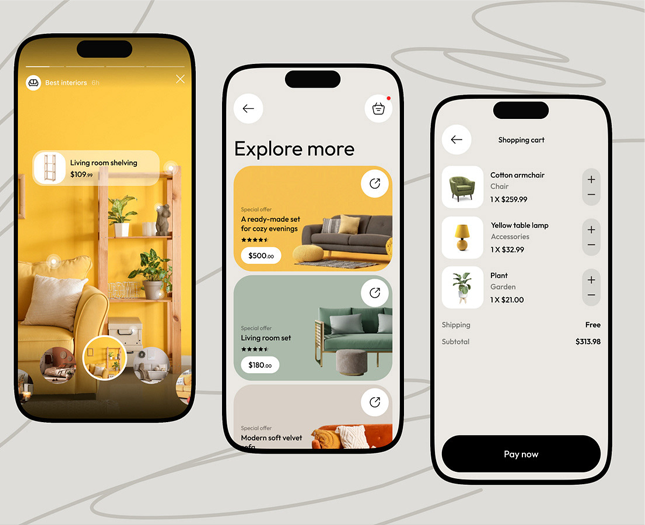 Best interiors
Living room shelving
$109.99
Explore more
Special offer
A ready-made set
for cozy evenings
$500.00
Special offer
Living room set
$180.00
Special offer
Modern soft velvet
sofa
Shopping cart
Cotton armchair
Chair
1 X $259.99
+
−
Yellow table lamp
Accessories
1 X $32.99
+
−
Plant
Garden
1 X $21.00
+
−
Shipping Free
Subtotal $313.98
Pay now